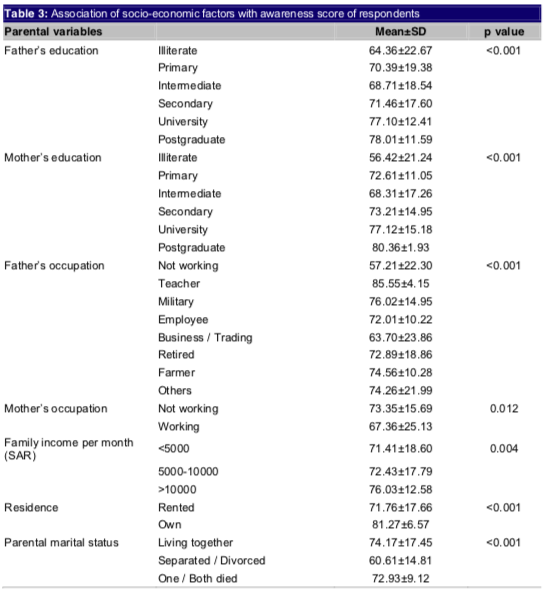 Table 3: Association of socio-economic factors with awareness score of respondents
Parental variables Mean±SD p value
Father's education Illiterate 64.36±22.67 <0.001
Primary 70.39±19.38
Intermediate 68.71±18.54
Secondary 71.46±17.60
University 77.10±12.41
Postgraduate 78.01±11.59
Mother's education Illiterate 56.42±21.24 <0.001
Primary 72.61±11.05
Intermediate 68.31±17.26
Secondary 73.21±14.95
University 77.12±15.18
Postgraduate 80.36±1.93
Father's occupation Not working 57.21±22.30 <0.001
Teacher 85.55±4.15
Military 76.02±14.95
Employee 72.01±10.22
Business / Trading 63.70±23.86
Retired 72.89±18.86
Farmer 74.56±10.28
Others 74.26±21.99
Mother's occupation Not working 73.35±15.69 0.012
Working 67.36±25.13
Family income per month
(SAR) <5000 71.41±18.60 0.004
5000-10000 72.43±17.79
>10000 76.03±12.58
Residence Rented 71.76±17.66 <0.001
Own 81.27±6.57
Parental marital status Living together 74.17±17.45 <0.001
Separated / Divorced 60.61±14.81
One / Both died 72.93±9.12